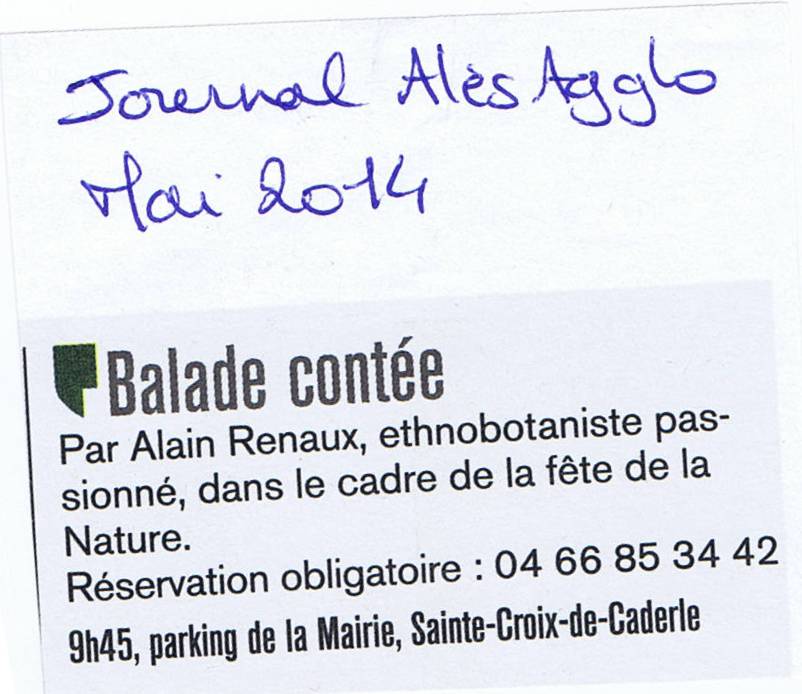 Journal Alès Agglo
Mai 2014
Balade contée
Par Alain Renaux, ethnobotaniste pas-
sionné, dans le cadre de la fête de la
Nature.
Réservation obligatoire : 04 66 85 34 42
9h45, parking de la Mairie, Sainte-Croix-de-Caderle